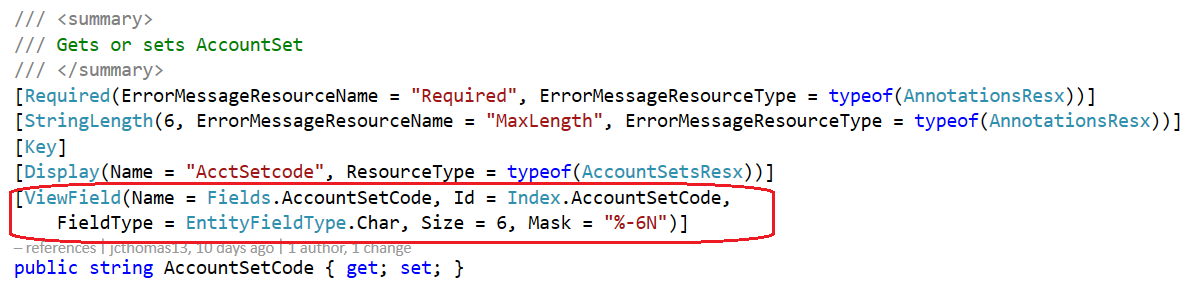 /// <summary>
/// Gets or sets AccountSet
/// </summary>
[Required(ErrorMessageResourceName = "Required", ErrorMessageResourceType = typeof(AnnotationsResx))]
[StringLength(6, ErrorMessageResourceName = "MaxLength", ErrorMessageResourceType = typeof(AnnotationsResx))]
[Key]
[Display(Name = "AcctSetcode", ResourceType = typeof(AccountSetsResx))]
[ViewField(Name = Fields.AccountSetCode, Id = Index.AccountSetCode,
FieldType = EntityFieldType.Char, Size = 6, Mask = "%-6N")]
– references | jcthomas13, 10 days ago | 1 author, 1 change
public string AccountSetCode { get; set; }